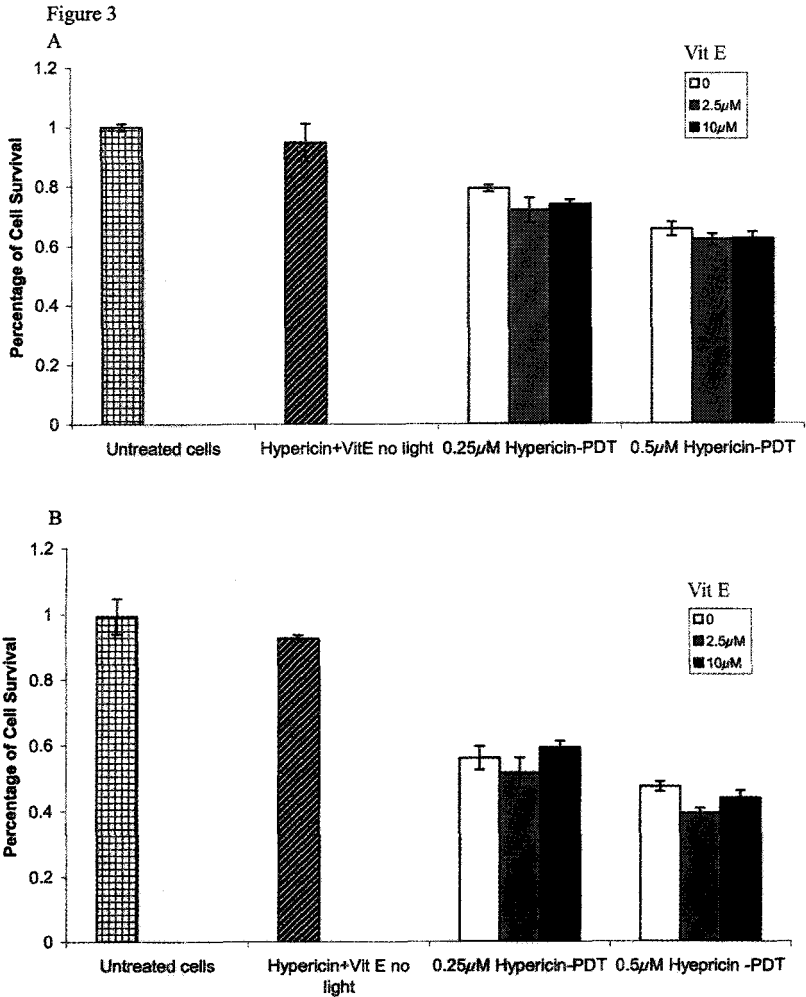 Figure 3
A
Vit E
0
2.5µM
10µM
Percentage of Cell Survival
1.2
1
0.8
0.6
0.4
0.2
0
Untreated cells
Hypericin+VitE no light
0.25µM Hypericin-PDT
0.5µM Hypericin-PDT
B
Vit E
0
2.5µM
10µM
Percentage of Cell Survival
1.2
1
0.8
0.6
0.4
0.2
0
Untreated cells
Hypericin+Vit E no
light
0.25µM Hypericin-PDT
0.5µM Hyepricin -PDT